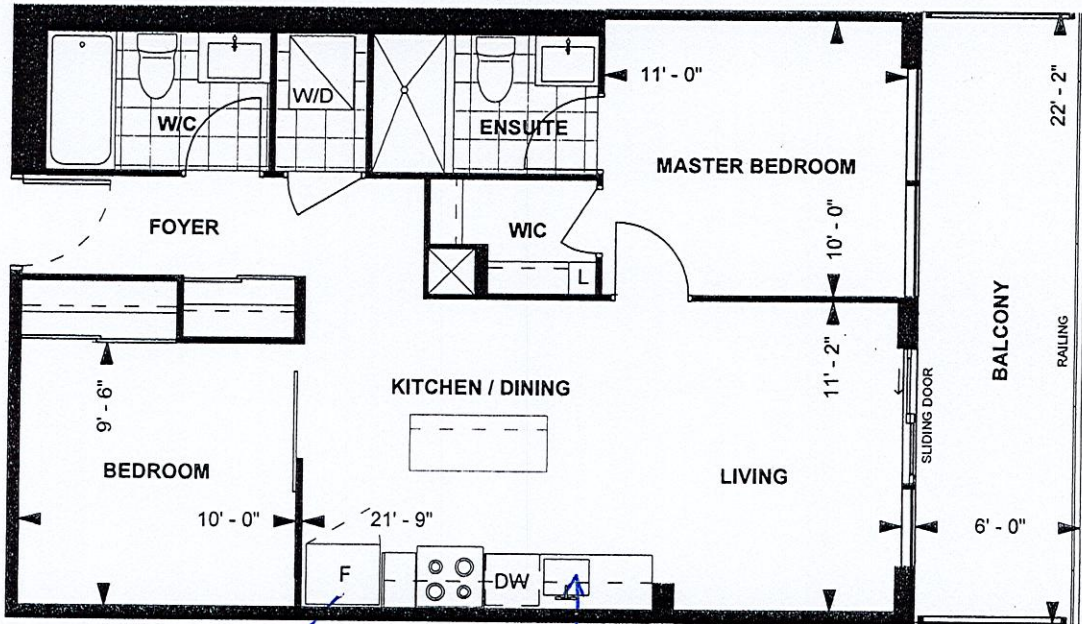 W/C
W/D
ENSUITE
11' - 0"
MASTER BEDROOM
22' - 2"
FOYER
WIC
L
10' - 0"
BALCONY
RAILING
SLIDING DOOR
KITCHEN / DINING
11' - 2"
9' - 6"
BEDROOM
LIVING
10' - 0"
21' - 9"
6' - 0"
F
DW